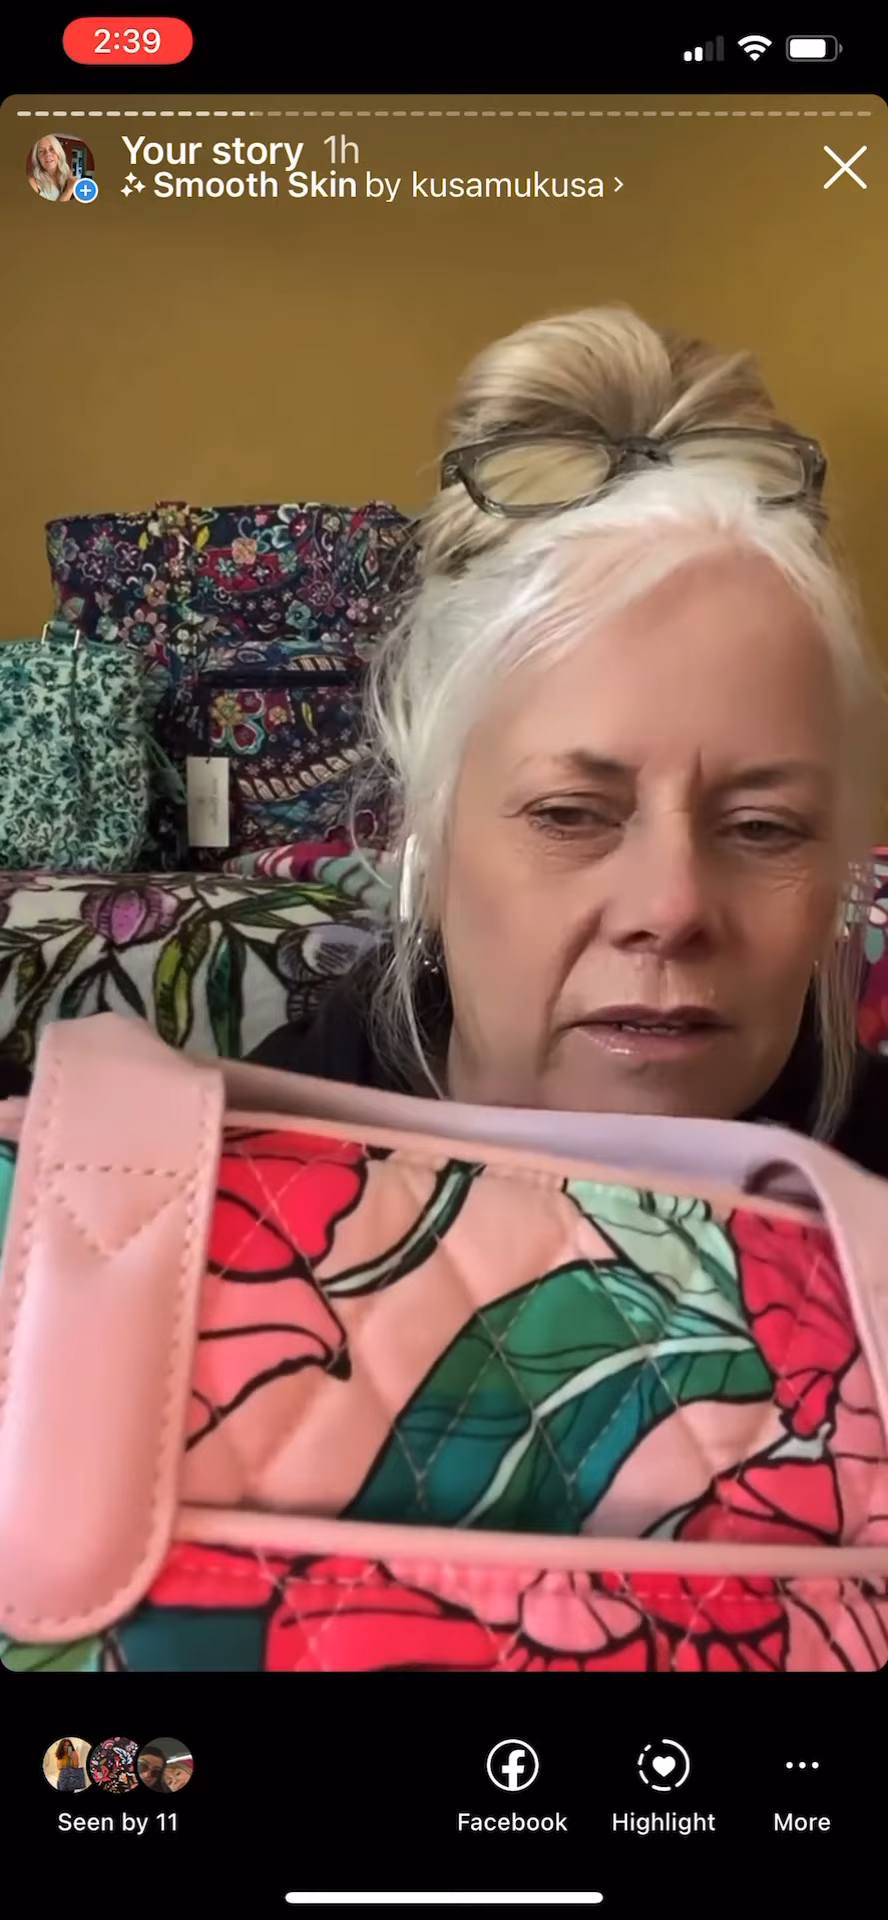 2:39
Your story 1h
Smooth Skin by kusamukusa >
Seen by 11
Facebook
Highlight
More